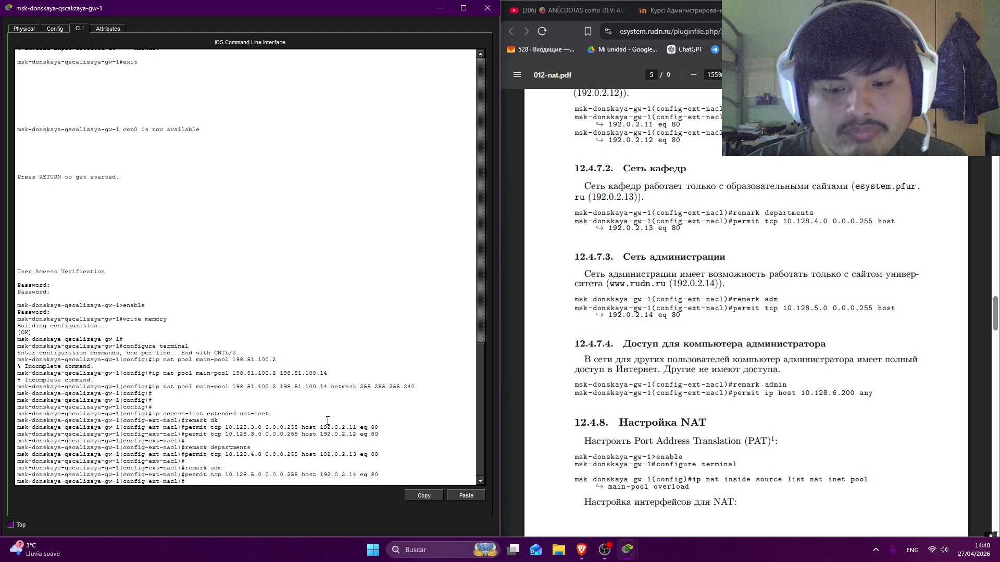 msk-donskaya-qscalizaya-gw-1
Physical
Config
CLI
Attributes
IOS Command Line Interface
msk-donskaya-qscalizaya-gw-1#exit
msk-donskaya-qscalizaya-gw-1 con0 is now available
Press RETURN to get started.
User Access Verification
Password:
Password:
msk-donskaya-qscalizaya-gw-1>enable
Password:
msk-donskaya-qscalizaya-gw-1#write memory
Building configuration...
[OK]
msk-donskaya-qscalizaya-gw-1#
msk-donskaya-qscalizaya-gw-1#configure terminal
Enter configuration commands, one per line.  End with CNTL/Z.
msk-donskaya-qscalizaya-gw-1(config)#ip nat pool main-pool 198.51.100.2
% Incomplete command.
msk-donskaya-qscalizaya-gw-1(config)#ip nat pool main-pool 198.51.100.2 198.51.100.14
% Incomplete command.
msk-donskaya-qscalizaya-gw-1(config)#ip nat pool main-pool 198.51.100.2 198.51.100.14 netmask 255.255.255.240
msk-donskaya-qscalizaya-gw-1(config)#
msk-donskaya-qscalizaya-gw-1(config)#
msk-donskaya-qscalizaya-gw-1(config)#
msk-donskaya-qscalizaya-gw-1(config)#ip access-list extended nat-inet
msk-donskaya-qscalizaya-gw-1(config-ext-nacl)#remark dk
msk-donskaya-qscalizaya-gw-1(config-ext-nacl)#permit tcp 10.128.3.0 0.0.0.255 host 192.0.2.11 eq 80
msk-donskaya-qscalizaya-gw-1(config-ext-nacl)#permit tcp 10.128.3.0 0.0.0.255 host 192.0.2.12 eq 80
msk-donskaya-qscalizaya-gw-1(config-ext-nacl)#
msk-donskaya-qscalizaya-gw-1(config-ext-nacl)#remark departments
msk-donskaya-qscalizaya-gw-1(config-ext-nacl)#permit tcp 10.128.4.0 0.0.0.255 host 192.0.2.13 eq 80
msk-donskaya-qscalizaya-gw-1(config-ext-nacl)#
msk-donskaya-qscalizaya-gw-1(config-ext-nacl)#remark adm
msk-donskaya-qscalizaya-gw-1(config-ext-nacl)#permit tcp 10.128.5.0 0.0.0.255 host 192.0.2.14 eq 80
msk-donskaya-qscalizaya-gw-1(config-ext-nacl)#
Copy
Paste
Top
(206) ANÉCDOTAS como DEV: AU
Курс: Администрировани
esystem.rudn.ru/pluginfile.php/
528 · Входящие —...
Mi unidad - Google...
ChatGPT
012-nat.pdf
5 / 9
155%
(192.0.2.12)).
msk-donskaya-gw-1(config-ext-nacl
msk-donskaya-gw-1(config-ext-nacl
↪ 192.0.2.11 eq 80
msk-donskaya-gw-1(config-ext-nacl
↪ 192.0.2.12 eq 80
12.4.7.2. Сеть кафедр
Сеть кафедр работает только с образовательными сайтами (esystem.pfur.
ru (192.0.2.13)).
msk-donskaya-gw-1(config-ext-nacl)#remark departments
msk-donskaya-gw-1(config-ext-nacl)#permit tcp 10.128.4.0 0.0.0.255 host
↪ 192.0.2.13 eq 80
12.4.7.3. Сеть администрации
Сеть администрации имеет возможность работать только с сайтом универ-
ситета (www.rudn.ru (192.0.2.14)).
msk-donskaya-gw-1(config-ext-nacl)#remark adm
msk-donskaya-gw-1(config-ext-nacl)#permit tcp 10.128.5.0 0.0.0.255 host
↪ 192.0.2.14 eq 80
12.4.7.4. Доступ для компьютера администратора
В сети для других пользователей компьютер администратора имеет полный
доступ в Интернет. Другие не имеют доступа.
msk-donskaya-gw-1(config-ext-nacl)#remark admin
msk-donskaya-gw-1(config-ext-nacl)#permit ip host 10.128.6.200 any
12.4.8. Настройка NAT
Настроить Port Address Translation (PAT)1:
msk-donskaya-gw-1>enable
msk-donskaya-gw-1#configure terminal
msk-donskaya-gw-1(config)#ip nat inside source list nat-inet pool
↪ main-pool overload
Настройка интерфейсов для NAT:
2
3°C
Lluvia suave
Buscar
ENG
14:40
27/04/2026